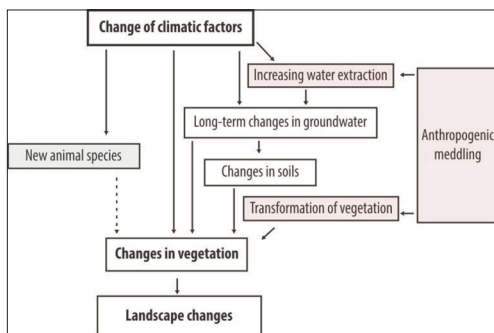 Change of climatic factors
Increasing water extraction
Long-term changes in groundwater
Anthropogenic
meddling
New animal species
Changes in soils
Transformation of vegetation
Changes in vegetation
Landscape changes